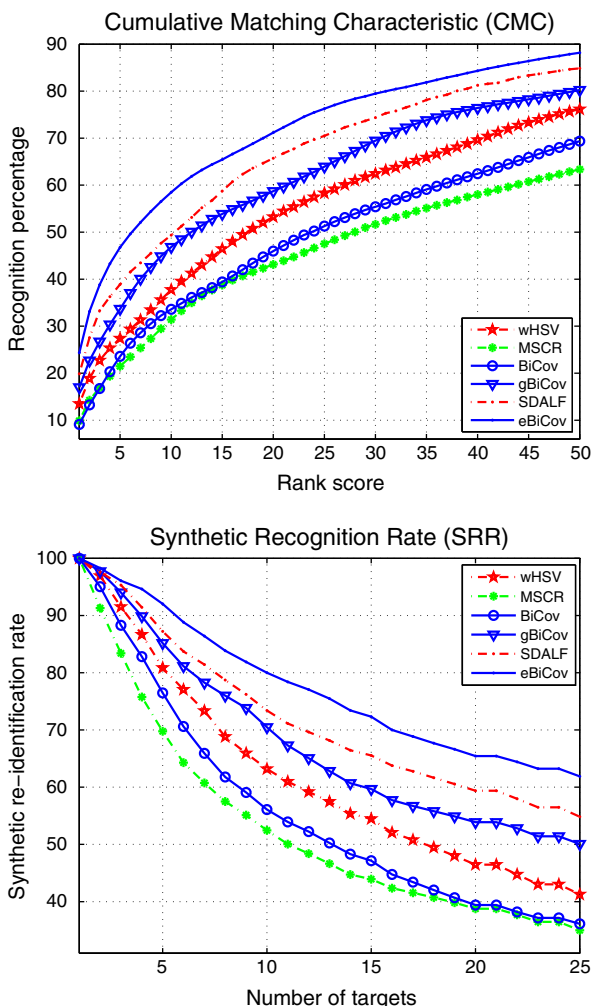 Cumulative Matching Characteristic (CMC)
Recognition percentage
90
80
70
60
50
40
30
20
10
wHSV
MSCR
BiCov
gBiCov
SDALF
eBiCov
5 10 15 20 25 30 35 40 45 50
Rank score
Synthetic Recognition Rate (SRR)
Synthetic re-identification rate
100
90
80
70
60
50
40
wHSV
MSCR
BiCov
gBiCov
SDALF
eBiCov
5 10 15 20 25
Number of targets